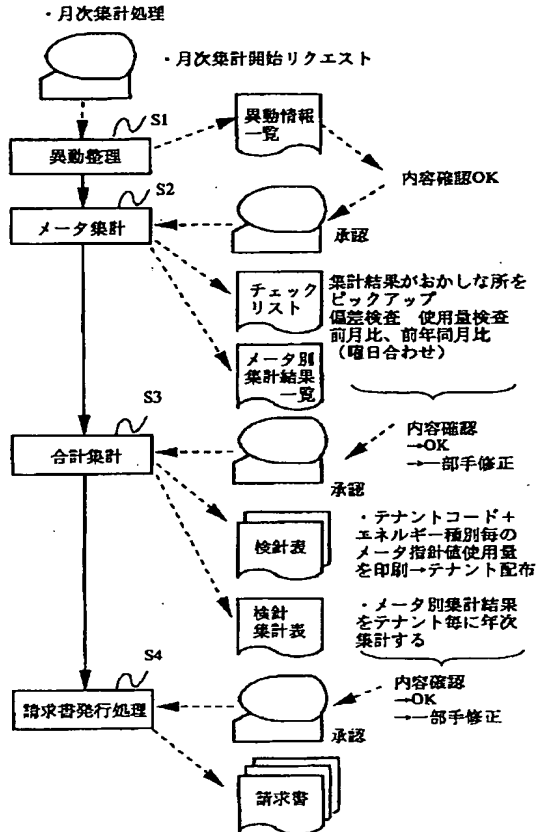 ・月次集計処理
・月次集計開始リクエスト
S1
異動整理
異動情報
一覧
内容確認OK
S2
メータ集計
承認
チェック
リスト
集計結果がおかしな所を
ピックアップ
偏差検査 使用量検査
前月比、前年同月比
(曜日合わせ)
メータ別
集計結果
一覧
S3
合計集計
内容確認
→OK
→一部手修正
承認
検針表
・テナントコード+
エネルギー種別毎の
メータ指針値使用量
を印刷→テナント配布
検針
集計表
・メータ別集計結果
をテナント毎に年次
集計する
S4
請求書発行処理
内容確認
→OK
→一部手修正
承認
請求書